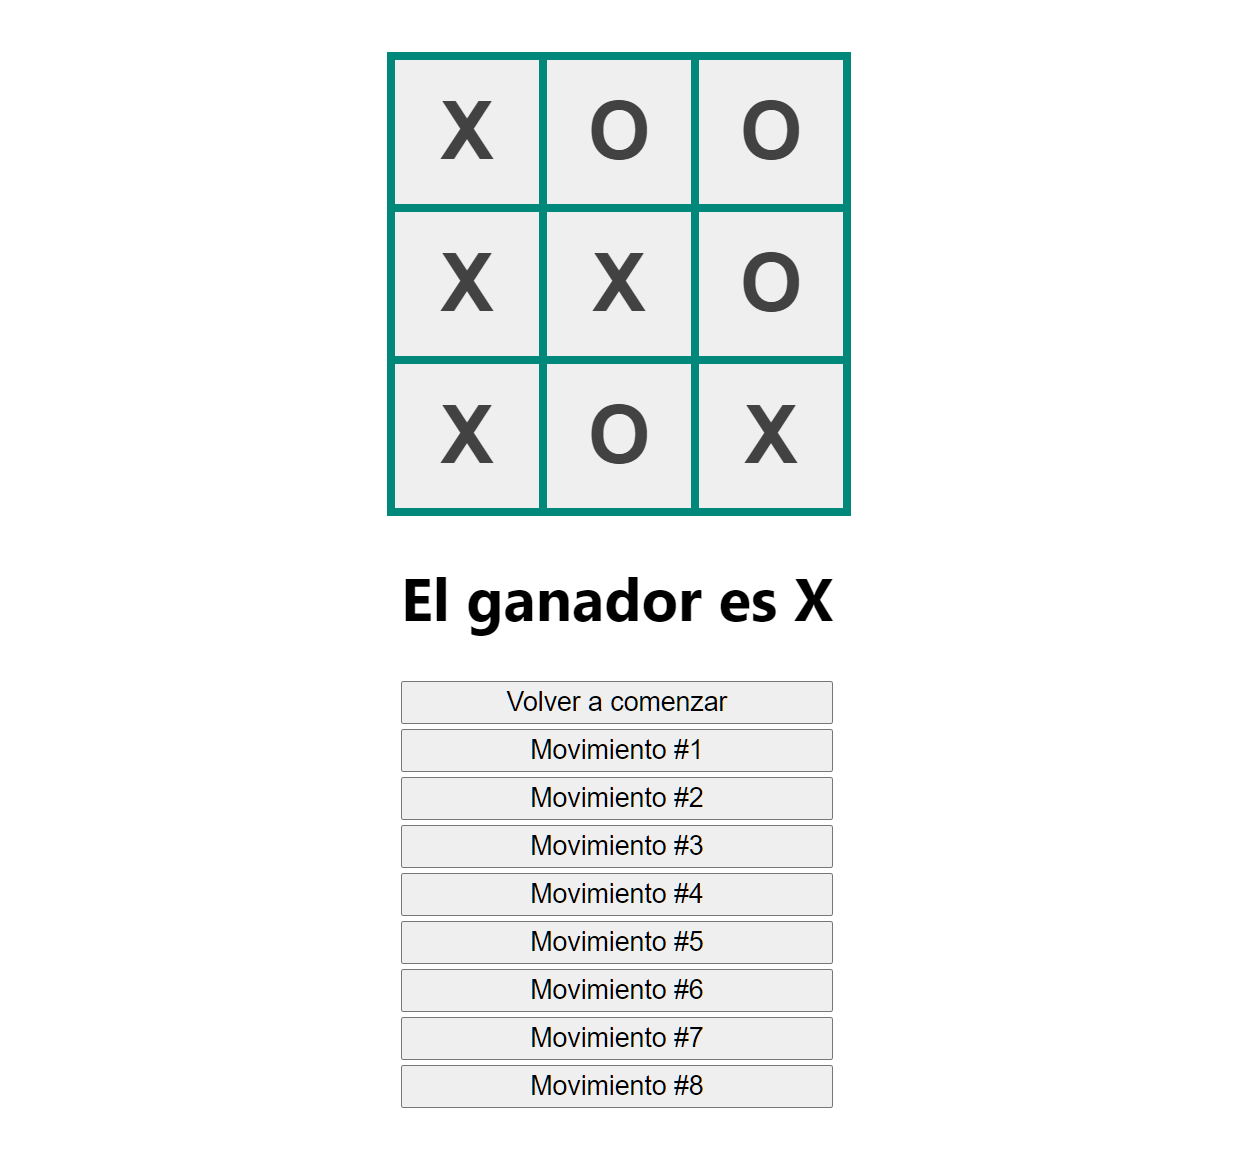 X O O
X X O
X O X
El ganador es X
Volver a comenzar
Movimiento #1
Movimiento #2
Movimiento #3
Movimiento #4
Movimiento #5
Movimiento #6
Movimiento #7
Movimiento #8